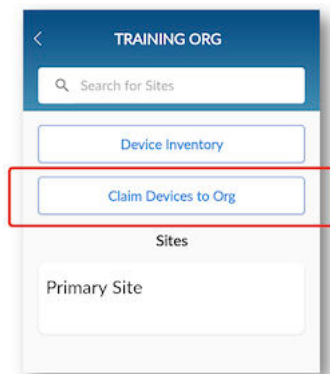 TRAINING ORG
Search for Sites
Device Inventory
Claim Devices to Org
Sites
Primary Site